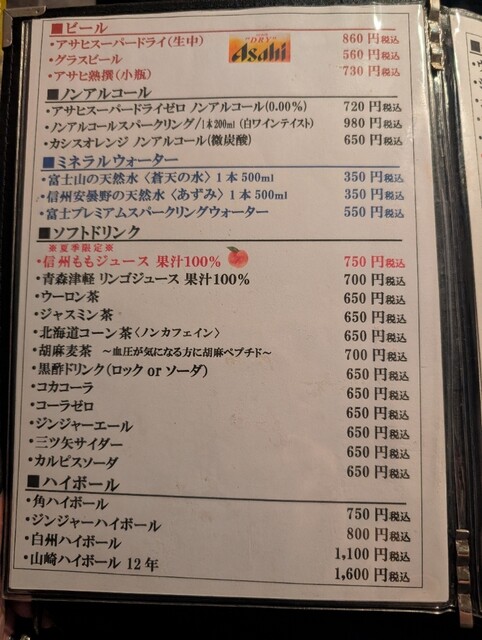 ■ビール
・アサヒスーパードライ(生中) 860円税込
・グラスビール 560円税込
・アサヒ熟撰(小瓶) 730円税込
"DRY"
Asahi
■ノンアルコール
・アサヒスーパードライゼロ ノンアルコール(0.00%) 720円税込
・ノンアルコールスパークリング/1本200ml (白ワインテイスト) 980円税込
・カシスオレンジ ノンアルコール(微炭酸) 650円税込
■ミネラルウォーター
・富士山の天然水〈蒼天の水〉1本500ml 350円税込
・信州安曇野の天然水〈あずみ〉1本500ml 350円税込
・富士プレミアムスパークリングウォーター 550円税込
■ソフトドリンク
※夏季限定※
・信州ももジュース 果汁100% 750円税込
・青森津軽 リンゴジュース 果汁100% 700円税込
・ウーロン茶 650円税込
・ジャスミン茶 650円税込
・北海道コーン茶〈ノンカフェイン〉 650円税込
・胡麻麦茶 ～血圧が気になる方に胡麻ペプチド～ 700円税込
・黒酢ドリンク(ロック or ソーダ) 650円税込
・コカコーラ 650円税込
・コーラゼロ 650円税込
・ジンジャーエール 650円税込
・三ツ矢サイダー 650円税込
・カルピスソーダ 650円税込
■ハイボール
・角ハイボール 750円税込
・ジンジャーハイボール 800円税込
・白州ハイボール 1,100円税込
・山崎ハイボール 12年 1,600円税込